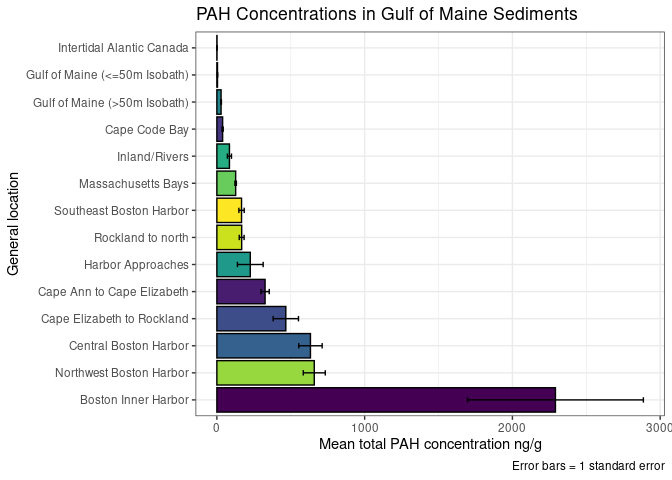 PAH Concentrations in Gulf of Maine Sediments
General location
Intertidal Alantic Canada
Gulf of Maine (<=50m Isobath)
Gulf of Maine (>50m Isobath)
Cape Code Bay
Inland/Rivers
Massachusetts Bays
Southeast Boston Harbor
Rockland to north
Harbor Approaches
Cape Ann to Cape Elizabeth
Cape Elizabeth to Rockland
Central Boston Harbor
Northwest Boston Harbor
Boston Inner Harbor
0 1000 2000 3000
Mean total PAH concentration ng/g
Error bars = 1 standard error